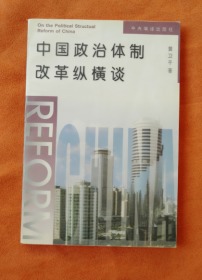 On the Political Structual
Reform of China
中国政治体制
改革纵横谈
REFORM